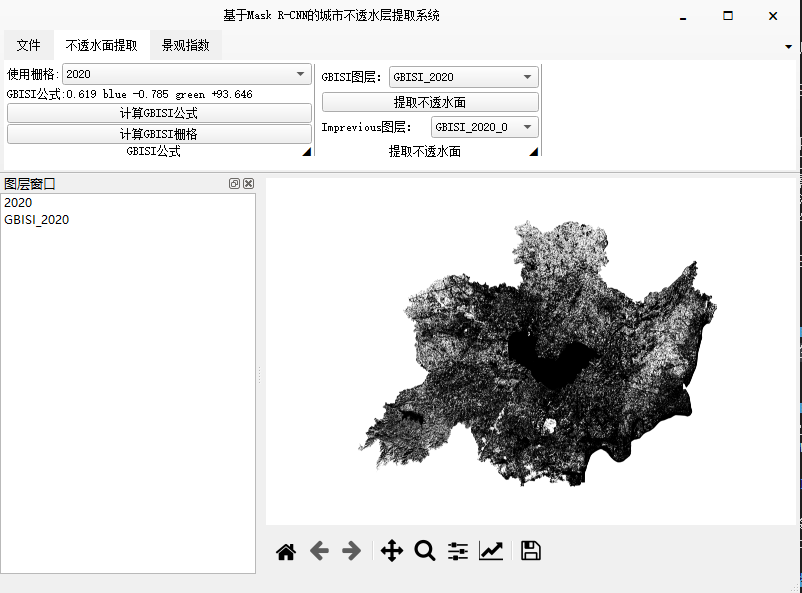 基于Mask R-CNN的城市不透水层提取系统
文件 不透水面提取 景观指数
使用栅格: 2020
GBISI公式:0.619 blue -0.785 green +93.646
计算GBISI公式
计算GBISI栅格
GBISI公式
GBISI图层: GBISI_2020
提取不透水面
Imprevious图层: GBISI_2020_0
提取不透水面
图层窗口
2020
GBISI_2020